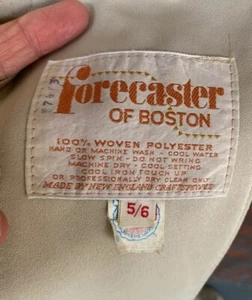 forecaster
OF BOSTON
100% WOVEN POLYESTER
HAND OR MACHINE WASH - COOL WATER
SLOW SPIN - DO NOT WRING
MACHINE DRY - COOL SETTING
COOL IRON TOUCH UP
OR PROFESSIONALLY DRY CLEAN ONLY
MADE BY NEW ENGLAND CRAFTSPEOPLE
5/6